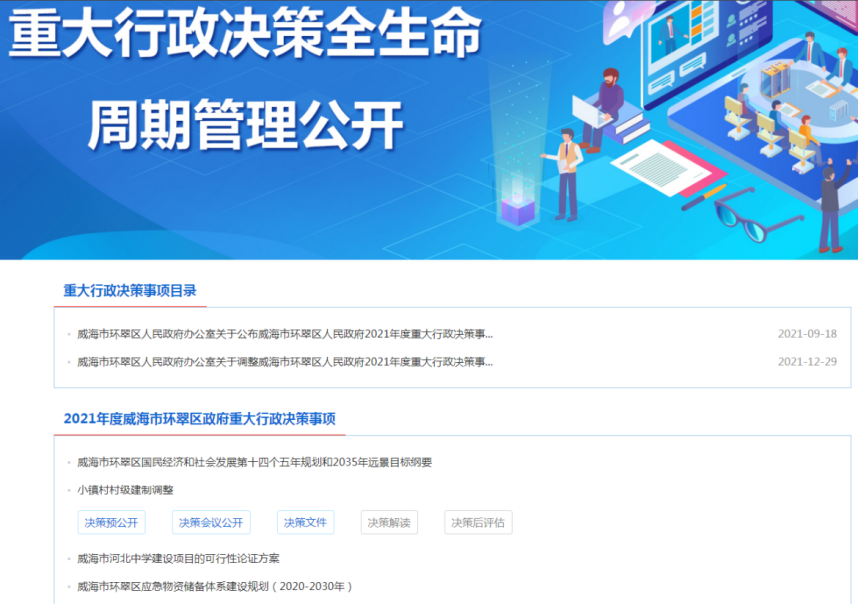 重大行政决策全生命
周期管理公开
重大行政决策事项目录
威海市环翠区人民政府办公室关于公布威海市环翠区人民政府2021年度重大行政决策事... 2021-09-18
威海市环翠区人民政府办公室关于调整威海市环翠区人民政府2021年度重大行政决策事... 2021-12-29
2021年度威海市环翠区政府重大行政决策事项
威海市环翠区国民经济和社会发展第十四个五年规划和2035年远景目标纲要
小镇村村级建制调整
决策预公开 决策会议公开 决策文件 决策解读 决策后评估
威海市河北中学建设项目的可行性论证方案
威海市环翠区应急物资储备体系建设规划（2020-2030年）